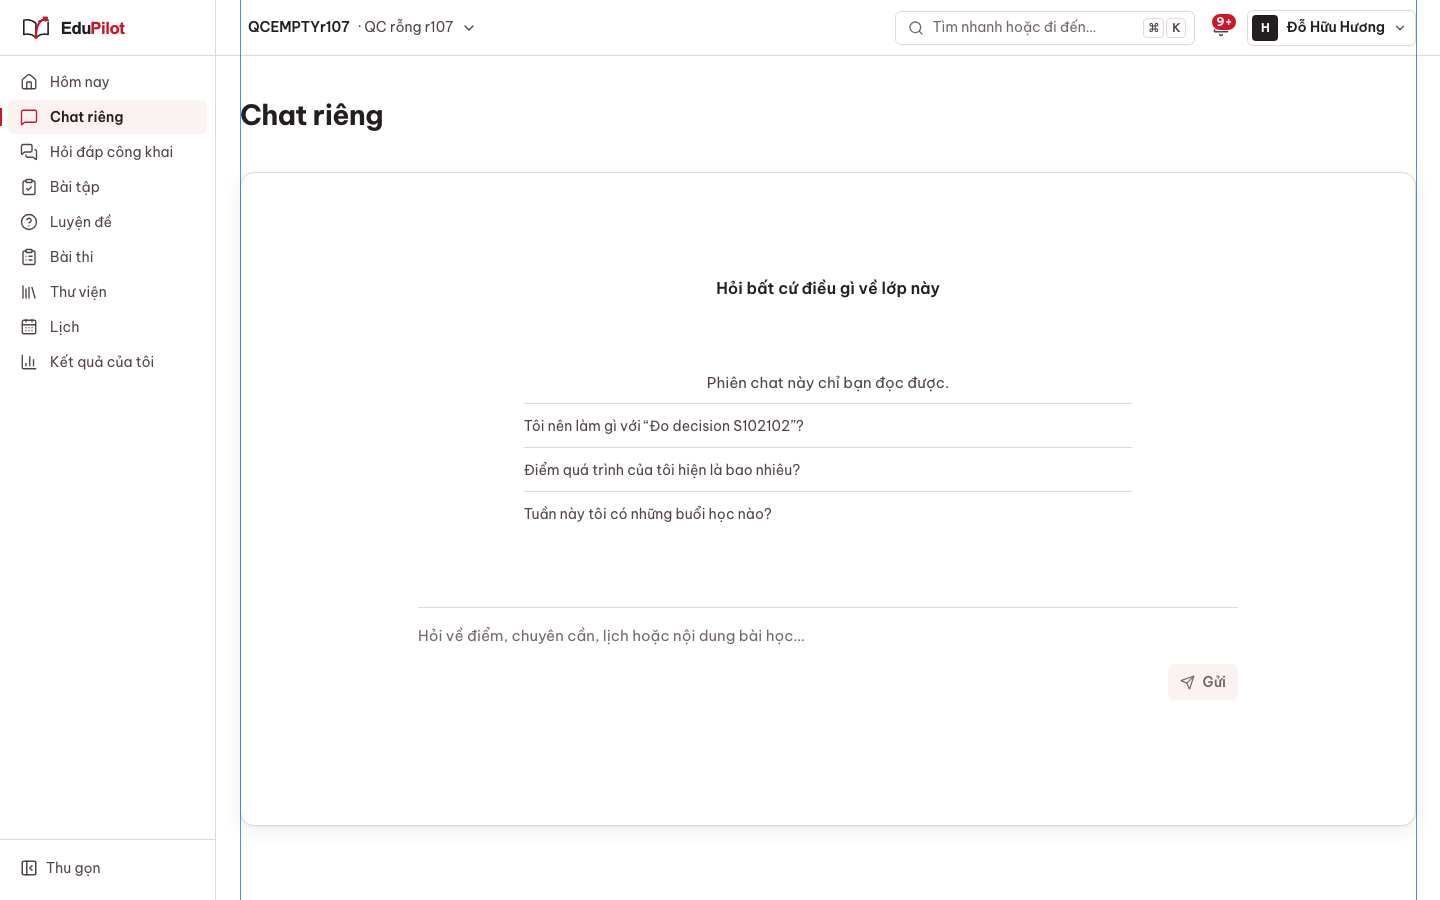 EduPilot
QCEMPTYr107 · QC rỗng r107
Tìm nhanh hoặc đi đến...
⌘ K
9+
H
Đỗ Hữu Hương
Hôm nay
Chat riêng
Hỏi đáp công khai
Bài tập
Luyện đề
Bài thi
Thư viện
Lịch
Kết quả của tôi
Thu gọn
Chat riêng
Hỏi bất cứ điều gì về lớp này
Phiên chat này chỉ bạn đọc được.
Tôi nên làm gì với “Đo decision S102102”?
Điểm quá trình của tôi hiện là bao nhiêu?
Tuần này tôi có những buổi học nào?
Hỏi về điểm, chuyên cần, lịch hoặc nội dung bài học...
Gửi